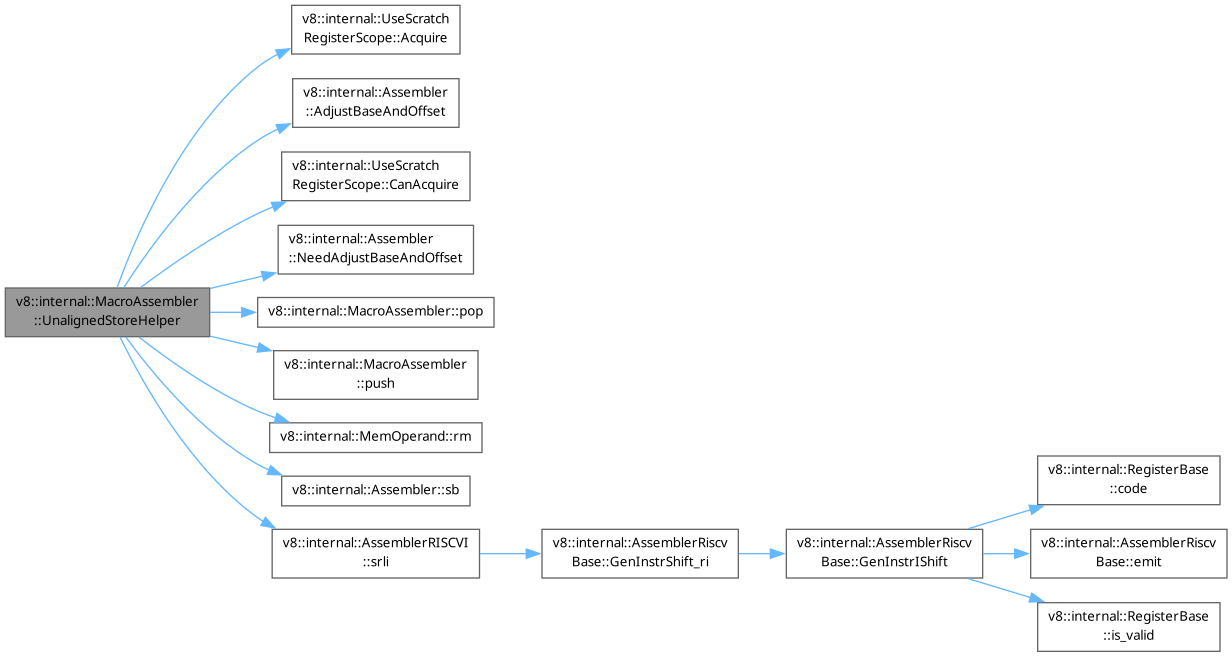 v8::internal::UseScratch
RegisterScope::Acquire
v8::internal::Assembler
::AdjustBaseAndOffset
v8::internal::UseScratch
RegisterScope::CanAcquire
v8::internal::Assembler
::NeedAdjustBaseAndOffset
v8::internal::MacroAssembler
::UnalignedStoreHelper
v8::internal::MacroAssembler::pop
v8::internal::MacroAssembler
::push
v8::internal::MemOperand::rm
v8::internal::Assembler::sb
v8::internal::AssemblerRISCVI
::srli
v8::internal::AssemblerRiscv
Base::GenInstrShift_ri
v8::internal::AssemblerRiscv
Base::GenInstrIShift
v8::internal::RegisterBase
::code
v8::internal::AssemblerRiscv
Base::emit
v8::internal::RegisterBase
::is_valid